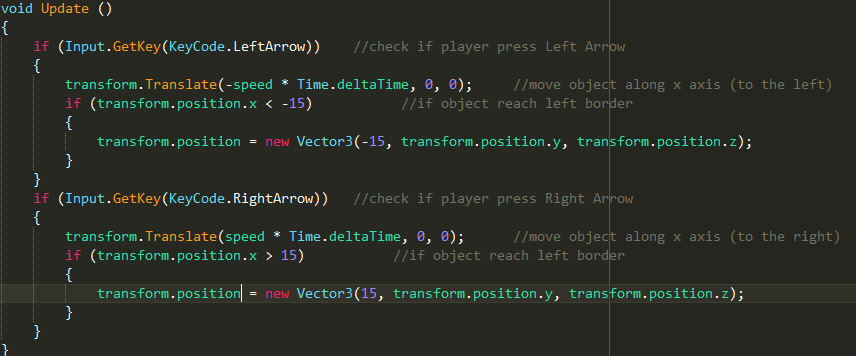 void Update ()
{
    if (Input.GetKey(KeyCode.LeftArrow))    //check if player press Left Arrow
    {
        transform.Translate(-speed * Time.deltaTime, 0, 0);     //move object along x axis (to the left)
        if (transform.position.x < -15)           //if object reach left border
        {
            transform.position = new Vector3(-15, transform.position.y, transform.position.z);
        }
    }
    if (Input.GetKey(KeyCode.RightArrow))   //check if player press Right Arrow
    {
        transform.Translate(speed * Time.deltaTime, 0, 0);      //move object along x axis (to the right)
        if (transform.position.x > 15)           //if object reach left border
        {
            transform.position = new Vector3(15, transform.position.y, transform.position.z);
        }
    }
}